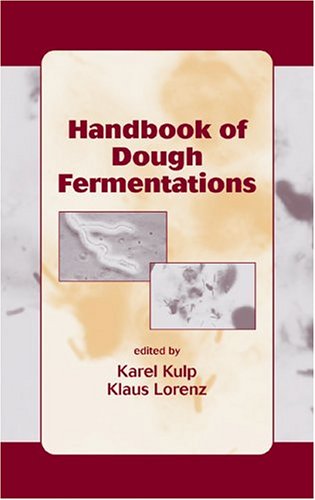 Handbook of
Dough
Fermentations
edited by
Karel Kulp
Klaus Lorenz